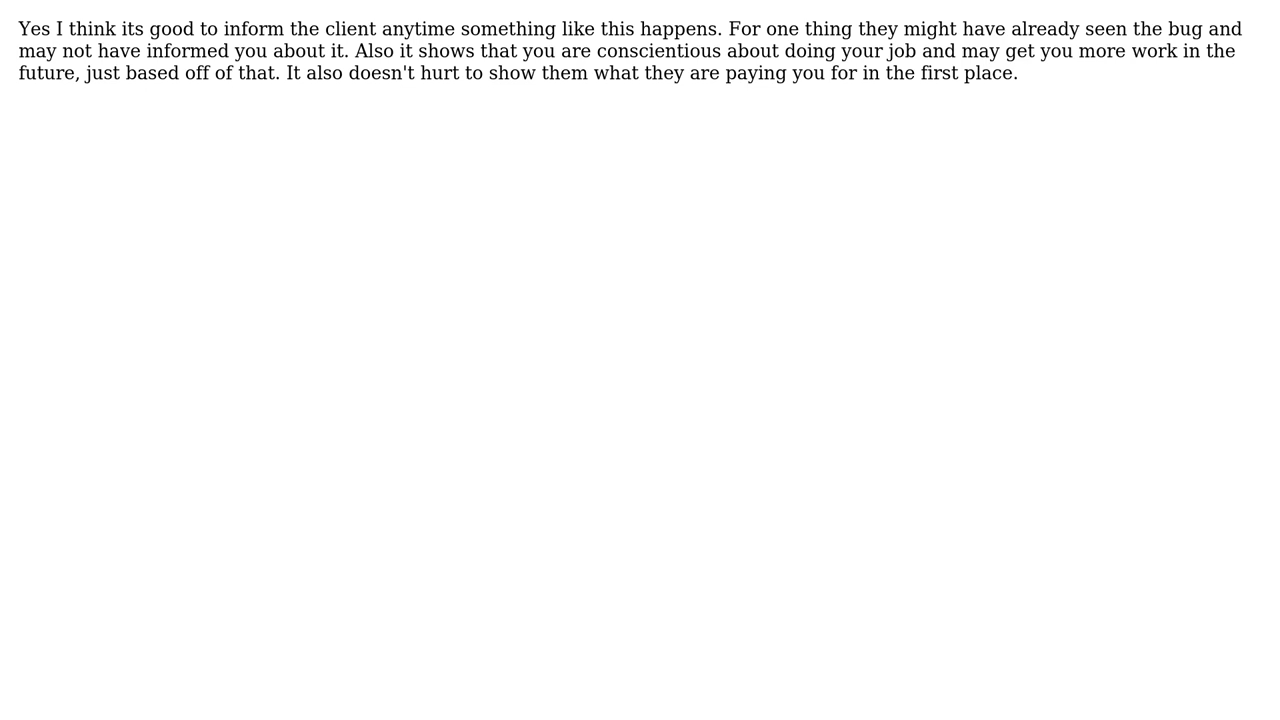 Yes I think its good to inform the client anytime something like this happens. For one thing they might have already seen the bug and
may not have informed you about it. Also it shows that you are conscientious about doing your job and may get you more work in the
future, just based off of that. It also doesn't hurt to show them what they are paying you for in the first place.